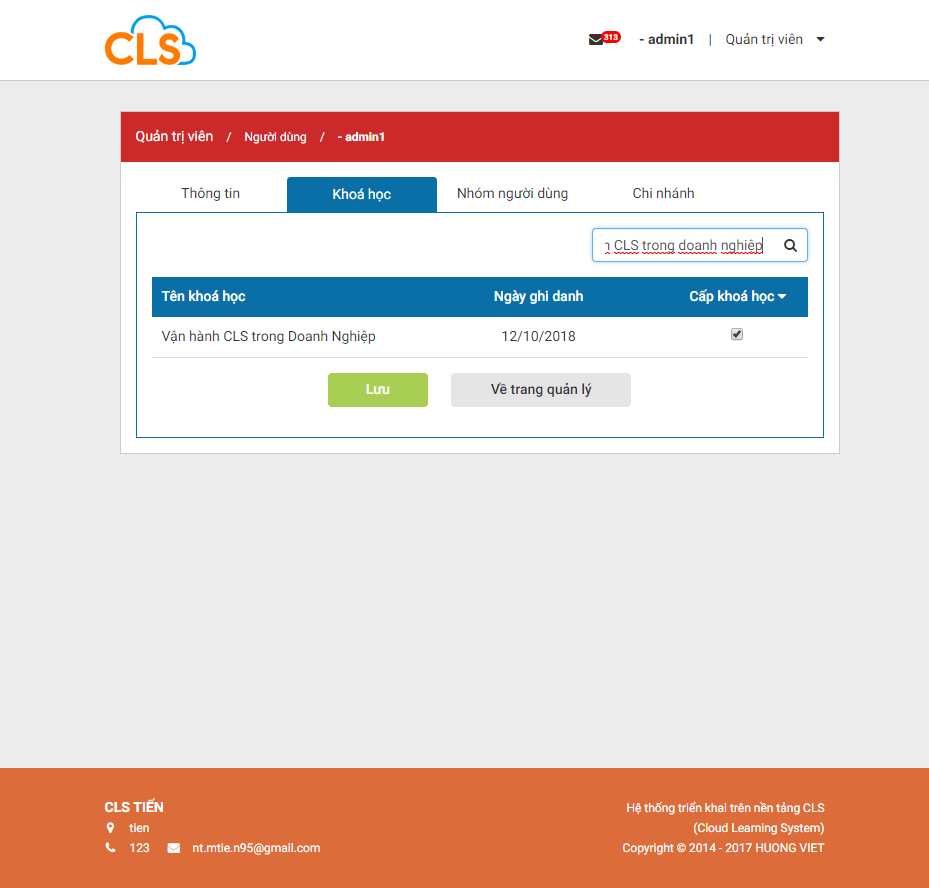 CLS
313
- admin1 | Quản trị viên
Quản trị viên / Người dùng / - admin1
Thông tin
Khoá học
Nhóm người dùng
Chi nhánh
CLS trong doanh nghiệp
Tên khoá học
Ngày ghi danh
Cấp khoá học
Vận hành CLS trong Doanh Nghiệp
12/10/2018
Lưu
Về trang quản lý
CLS TIẾN
tien
123
nt.mtie.n95@gmail.com
Hệ thống triển khai trên nền tảng CLS
(Cloud Learning System)
Copyright © 2014 - 2017 HUONG VIET